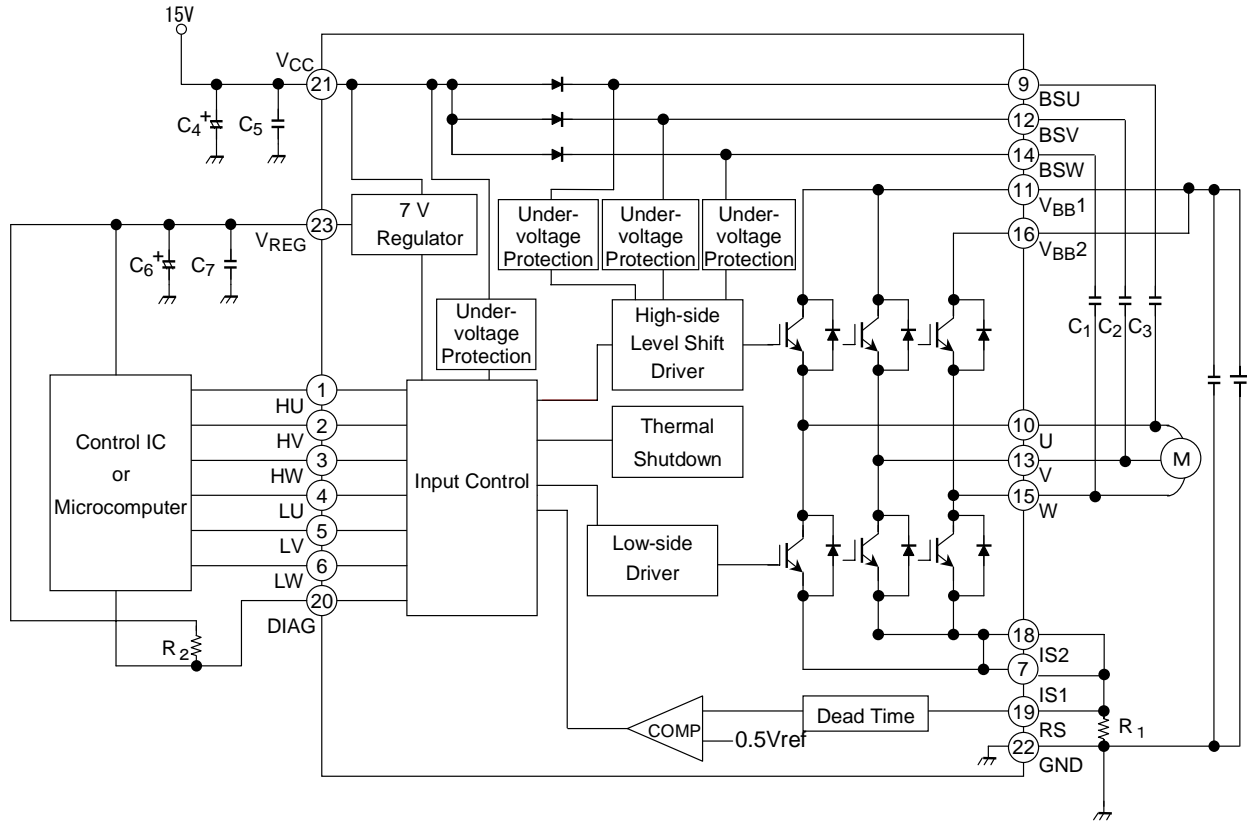 15V
VCC
21
C4
+
C5
9
BSU
12
BSV
14
BSW
11
VBB1
16
VBB2
7 V
Regulator
23
VREG
C6
+
C7
Under-
voltage
Protection
Under-
voltage
Protection
Under-
voltage
Protection
Under-
voltage
Protection
High-side
Level Shift
Driver
C1
C2
C3
Control IC
or
Microcomputer
1
HU
2
HV
3
HW
4
LU
5
LV
6
LW
20
DIAG
R2
Input Control
Thermal
Shutdown
Low-side
Driver
10
U
13
V
15
W
M
18
IS2
7
IS1
19
RS
22
GND
R1
COMP
0.5Vref
Dead Time